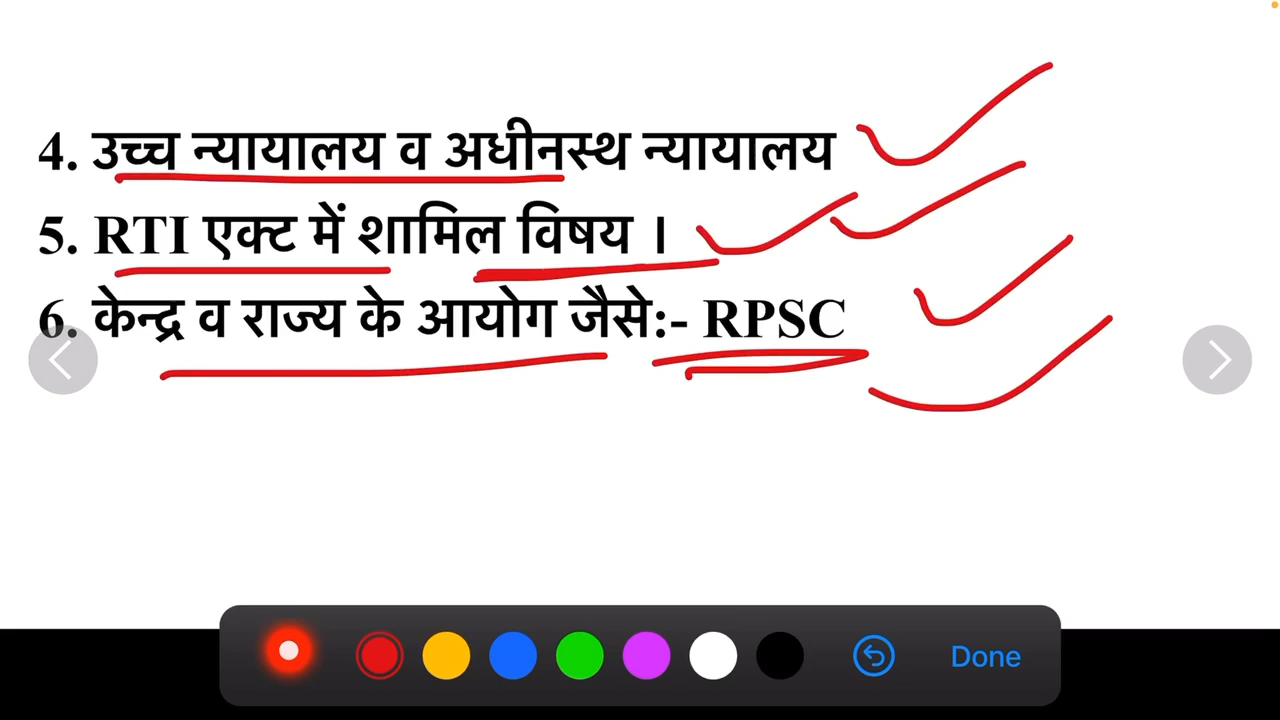 4. उच्च न्यायालय व अधीनस्थ न्यायालय
5. RTI एक्ट में शामिल विषय ।
6. केन्द्र व राज्य के आयोग जैसे:- RPSC
Done